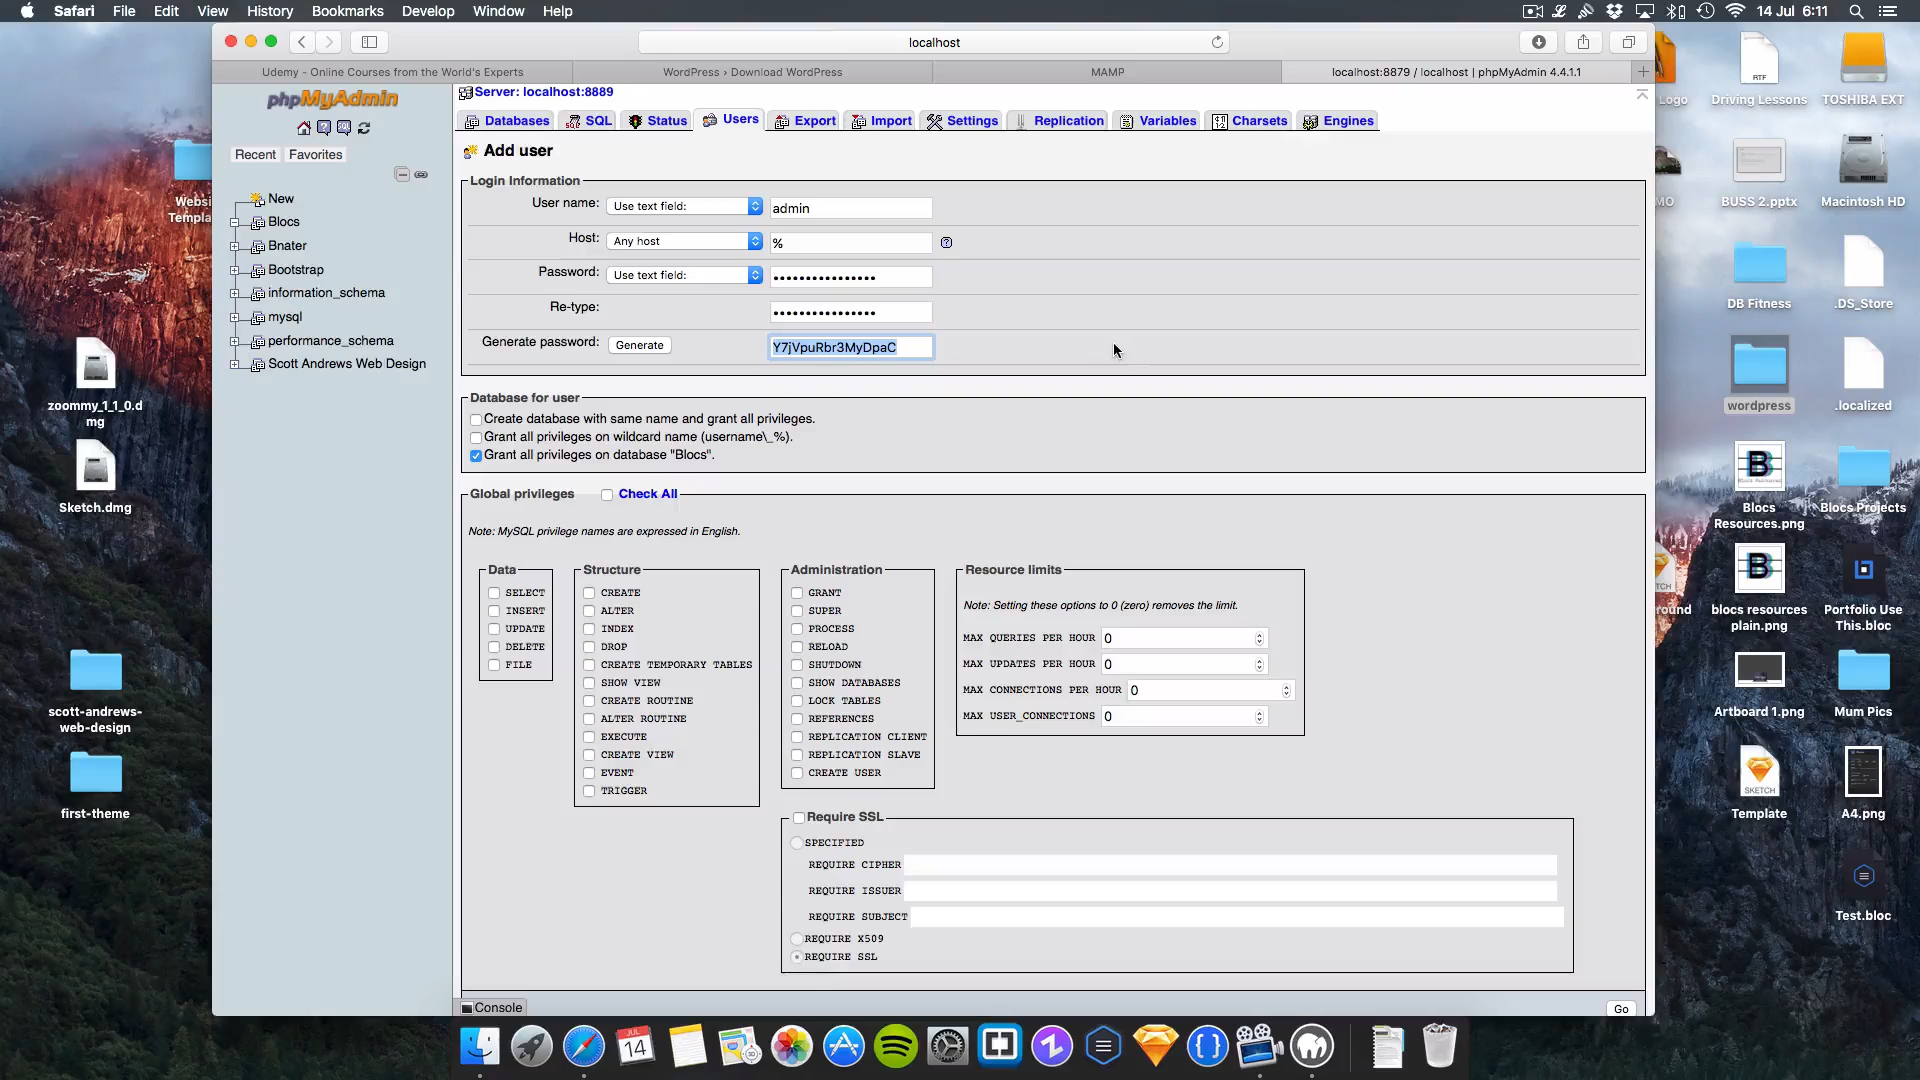 Safari File Edit View History Bookmarks Develop Window Help
14 Jul 6:11
localhost
Udemy - Online Courses from the World's Experts
WordPress › Download WordPress
MAMP
localhost:8879 / localhost | phpMyAdmin 4.4.1.1
phpMyAdmin
Recent Favorites
New
Blocs
Bnater
Bootstrap
information_schema
mysql
performance_schema
Scott Andrews Web Design
Server: localhost:8889
Databases SQL Status Users Export Import Settings Replication Variables Charsets Engines
Add user
Login Information
User name: Use text field: admin
Host: Any host %
Password: Use text field: ••••••••••••••••
Re-type: ••••••••••••••••
Generate password: Generate Y7jVpuRbr3MyDpaC
Database for user
Create database with same name and grant all privileges.
Grant all privileges on wildcard name (username\_%).
Grant all privileges on database "Blocs".
Global privileges Check All
Note: MySQL privilege names are expressed in English.
Data
SELECT
INSERT
UPDATE
DELETE
FILE
Structure
CREATE
ALTER
INDEX
DROP
CREATE TEMPORARY TABLES
SHOW VIEW
CREATE ROUTINE
ALTER ROUTINE
EXECUTE
CREATE VIEW
EVENT
TRIGGER
Administration
GRANT
SUPER
PROCESS
RELOAD
SHUTDOWN
SHOW DATABASES
LOCK TABLES
REFERENCES
REPLICATION CLIENT
REPLICATION SLAVE
CREATE USER
Resource limits
Note: Setting these options to 0 (zero) removes the limit.
MAX QUERIES PER HOUR 0
MAX UPDATES PER HOUR 0
MAX CONNECTIONS PER HOUR 0
MAX USER_CONNECTIONS 0
Require SSL
SPECIFIED
REQUIRE CIPHER
REQUIRE ISSUER
REQUIRE SUBJECT
REQUIRE X509
REQUIRE SSL
Console
Go
Websi
Templa
zoommy_1_1_0.d
mg
Sketch.dmg
scott-andrews-
web-design
first-theme
Logo
RTF
Driving Lessons
TOSHIBA EXT
MO
BUSS 2.pptx
Macintosh HD
DB Fitness
.DS_Store
wordpress
.localized
B
Blocs
Resources.png
Blocs Projects
TCH
round
B
blocs resources
plain.png
Portfolio Use
This.bloc
Artboard 1.png
Mum Pics
SKETCH
Template
A4.png
Test.bloc
JUL
14